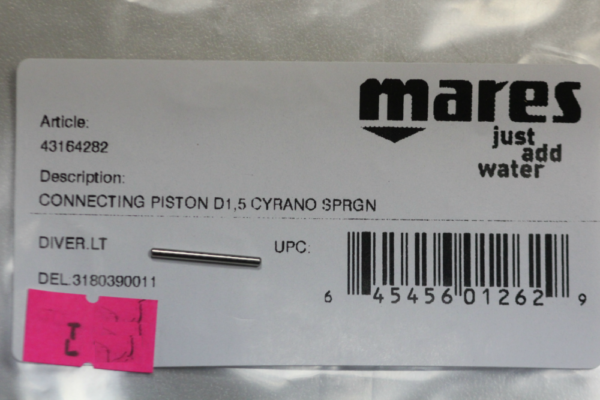 mares
just
add
water
Article:
43164282
Description:
CONNECTING PISTON D1,5 CYRANO SPRGN
DIVER.LT
UPC:
DEL.3180390011
6 45456 01262 9